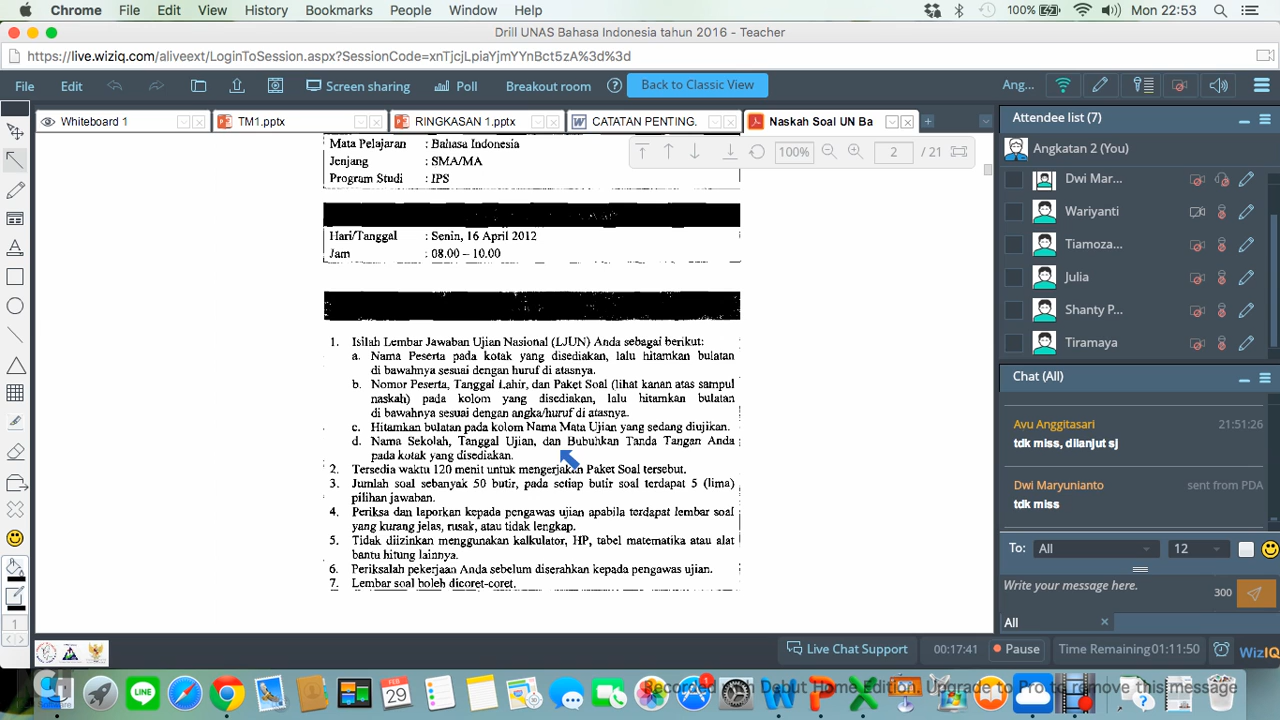 Chrome File Edit View History Bookmarks People Window Help 100% Mon 22:53
Drill UNAS Bahasa Indonesia tahun 2016 - Teacher
https://live.wiziq.com/aliveext/LoginToSession.aspx?SessionCode=xnTjcjLpiaYjmYYnBct5zA%3d%3d
File Edit Screen sharing Poll Breakout room ? Back to Classic View Ang...
Whiteboard 1 TM1.pptx RINGKASAN 1.pptx CATATAN PENTING. Naskah Soal UN Ba
100% 2 / 21
Mata Pelajaran : Bahasa Indonesia
Jenjang : SMA/MA
Program Studi : IPS
Hari/Tanggal : Senin, 16 April 2012
Jam : 08.00 – 10.00
1. Isilah Lembar Jawaban Ujian Nasional (LJUN) Anda sebagai berikut:
a. Nama Peserta pada kotak yang disediakan, lalu hitamkan bulatan
di bawahnya sesuai dengan huruf di atasnya.
b. Nomor Peserta, Tanggal Lahir, dan Paket Soal (lihat kanan atas sampul
naskah) pada kolom yang disediakan, lalu hitamkan bulatan
di bawahnya sesuai dengan angka/huruf di atasnya.
c. Hitamkan bulatan pada kolom Nama Mata Ujian yang sedang diujikan.
d. Nama Sekolah, Tanggal Ujian, dan Bubuhkan Tanda Tangan Anda
pada kotak yang disediakan.
2. Tersedia waktu 120 menit untuk mengerjakan Paket Soal tersebut.
3. Jumlah soal sebanyak 50 butir, pada setiap butir soal terdapat 5 (lima)
pilihan jawaban.
4. Periksa dan laporkan kepada pengawas ujian apabila terdapat lembar soal
yang kurang jelas, rusak, atau tidak lengkap.
5. Tidak diizinkan menggunakan kalkulator, HP, tabel matematika atau alat
bantu hitung lainnya.
6. Periksalah pekerjaan Anda sebelum diserahkan kepada pengawas ujian.
7. Lembar soal boleh dicoret-coret.
Attendee list (7)
Angkatan 2 (You)
Dwi Mar...
Wariyanti
Tiamoza...
Julia
Shanty P...
Tiramaya
Chat (All)
Avu Anggitasari 21:51:26
tdk miss, dilanjut sj
Dwi Maryunianto sent from PDA
tdk miss
To: All 12
Write your message here. 300
All
1
Live Chat Support 00:17:41 Pause Time Remaining 01:11:50 WizIQ
LINE FEB 29
Recorded with Debut Home Edition. Upgrade to Pro to remove this message